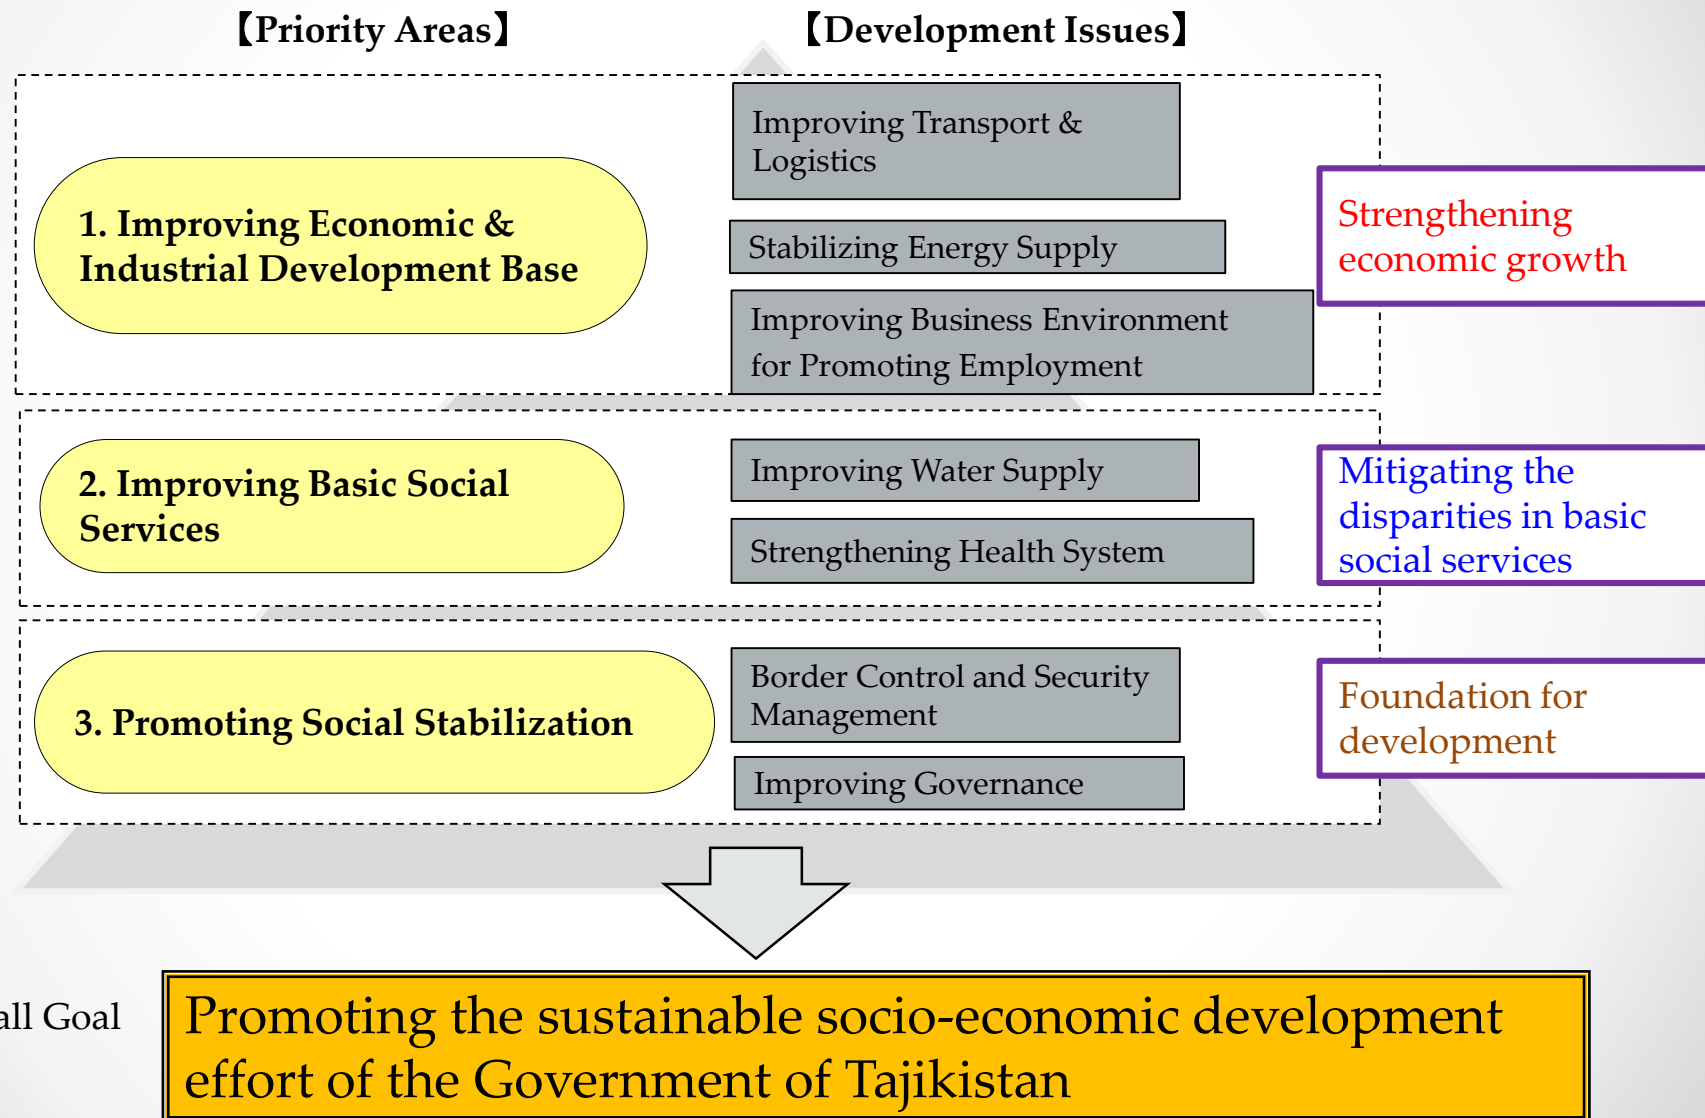 【Priority Areas】
【Development Issues】
1. Improving Economic &
Industrial Development Base
Improving Transport &
Logistics
Stabilizing Energy Supply
Improving Business Environment
for Promoting Employment
Strengthening
economic growth
2. Improving Basic Social
Services
Improving Water Supply
Strengthening Health System
Mitigating the
disparities in basic
social services
3. Promoting Social Stabilization
Border Control and Security
Management
Improving Governance
Foundation for
development
all Goal
Promoting the sustainable socio-economic development
effort of the Government of Tajikistan